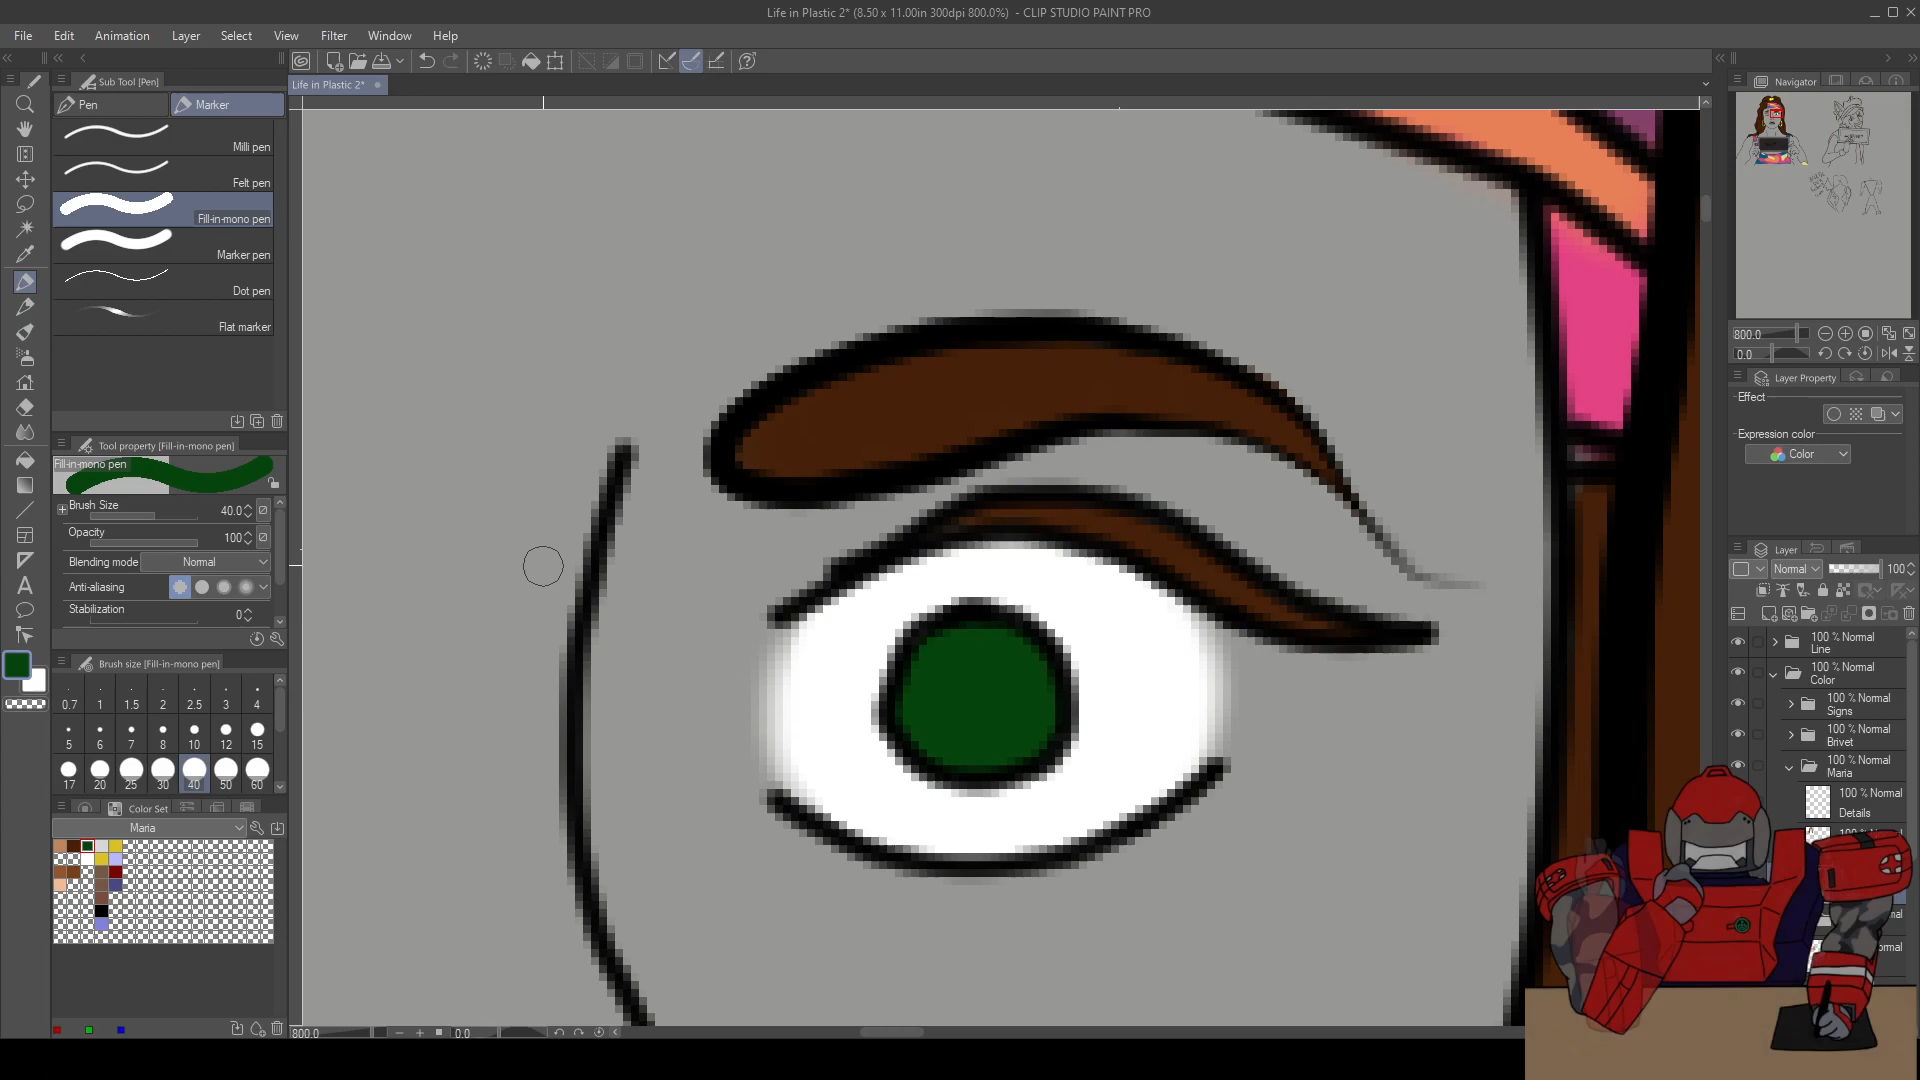 Life in Plastic 2* (8.50 x 11.00in 300dpi 800.0%) - CLIP STUDIO PAINT PRO
File Edit Animation Layer Select View Filter Window Help
Sub Tool [Pen]
Life in Plastic 2*
Navigator
Pen
Marker
Milli pen
Felt pen
Fill-in-mono pen
Marker pen
Dot pen
Flat marker
800.0
0.0
Layer Property
Effect
Expression color
Color
Tool property [Fill-in-mono pen]
Fill-in-mono pen
Brush Size
40.0
Opacity
100
Blending mode
Normal
Anti-aliasing
Stabilization
0
Layer
Normal
100
100 % Normal
Line
100 % Normal
Color
100 % Normal
Signs
100 % Normal
Brivet
100 % Normal
Maria
100 % Normal
Details
Brush size [Fill-in-mono pen]
0.7 1 1.5 2 2.5 3 4
5 6 7 8 10 12 15
17 20 25 30 40 50 60
Color Set
Maria
800.0
0.0